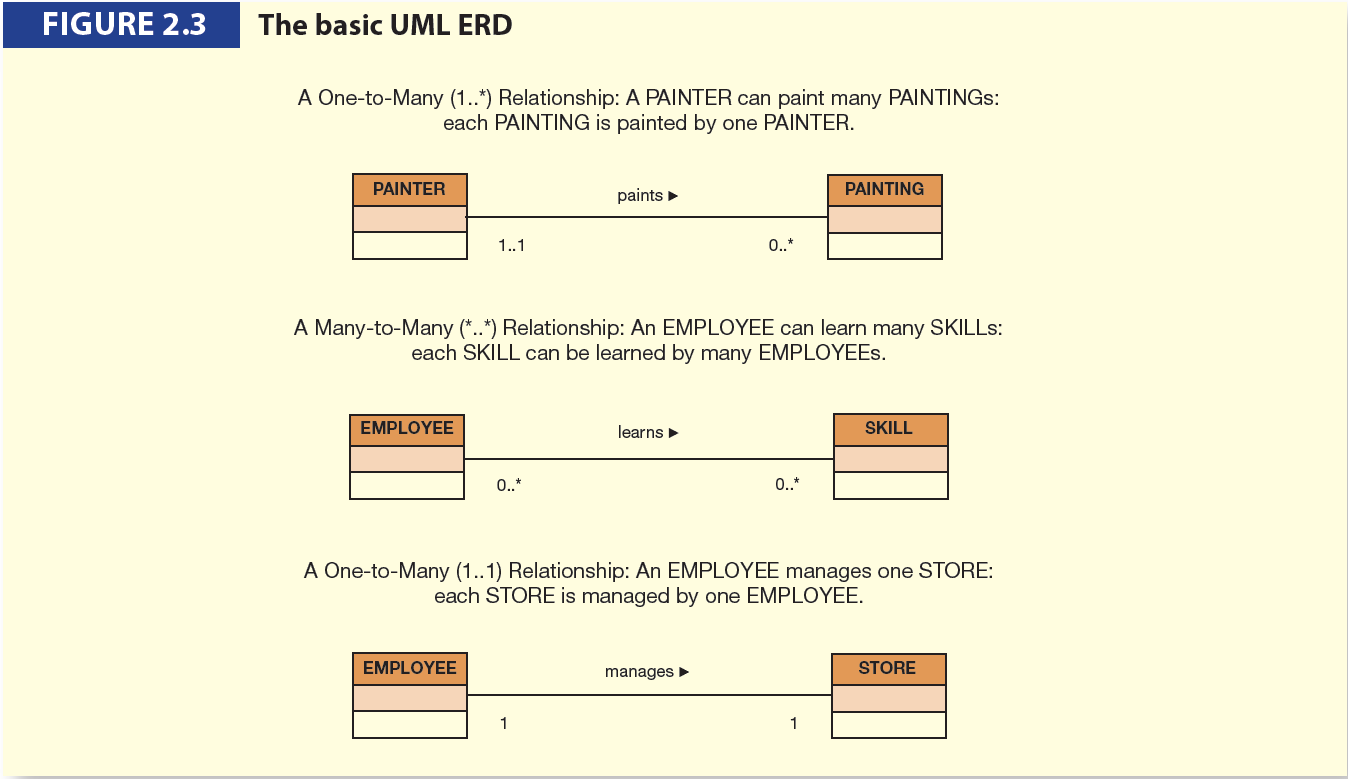 FIGURE 2.3 The basic UML ERD
A One-to-Many (1..*) Relationship: A PAINTER can paint many PAINTINGs:
each PAINTING is painted by one PAINTER.
PAINTER
paints ►
PAINTING
1..1
0..*
A Many-to-Many (*..*) Relationship: An EMPLOYEE can learn many SKILLs:
each SKILL can be learned by many EMPLOYEEs.
EMPLOYEE
learns ►
SKILL
0..*
0..*
A One-to-Many (1..1) Relationship: An EMPLOYEE manages one STORE:
each STORE is managed by one EMPLOYEE.
EMPLOYEE
manages ►
STORE
1
1